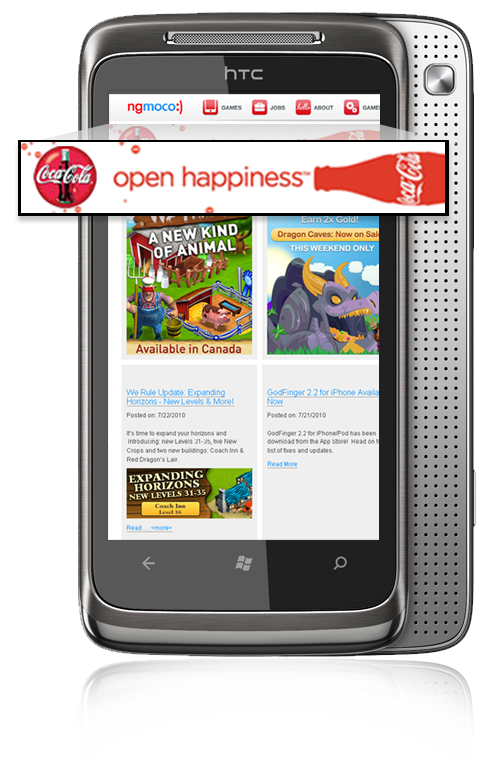 hTC
ngmoco:)
GAMES
JOBS
hello
ABOUT
GAME
Coca-Cola
open happiness™
Coca-Cola
A NEW KIND
OF ANIMAL
Available in Canada
Earn 2x Gold!
Dragon Caves: Now on Sale
THIS WEEKEND ONLY
We Rule Update: Expanding
Horizons - New Levels & More!
Posted on: 7/22/2010
It's time to expand your horizons and
introducing: new Levels 31-35, five New
Crops and two new buildings: Coach Inn &
Red Dragon's Lair.
EXPANDING
HORIZONS
NEW LEVELS 31-35
Coach Inn
Level 16
Read ... <more>
GodFinger 2.2 for iPhone Availa
Now
Posted on: 7/21/2010
GodFinger 2.2 for iPhone/iPod has been
download from the App Store! Head on t
list of fixes and updates.
Read More